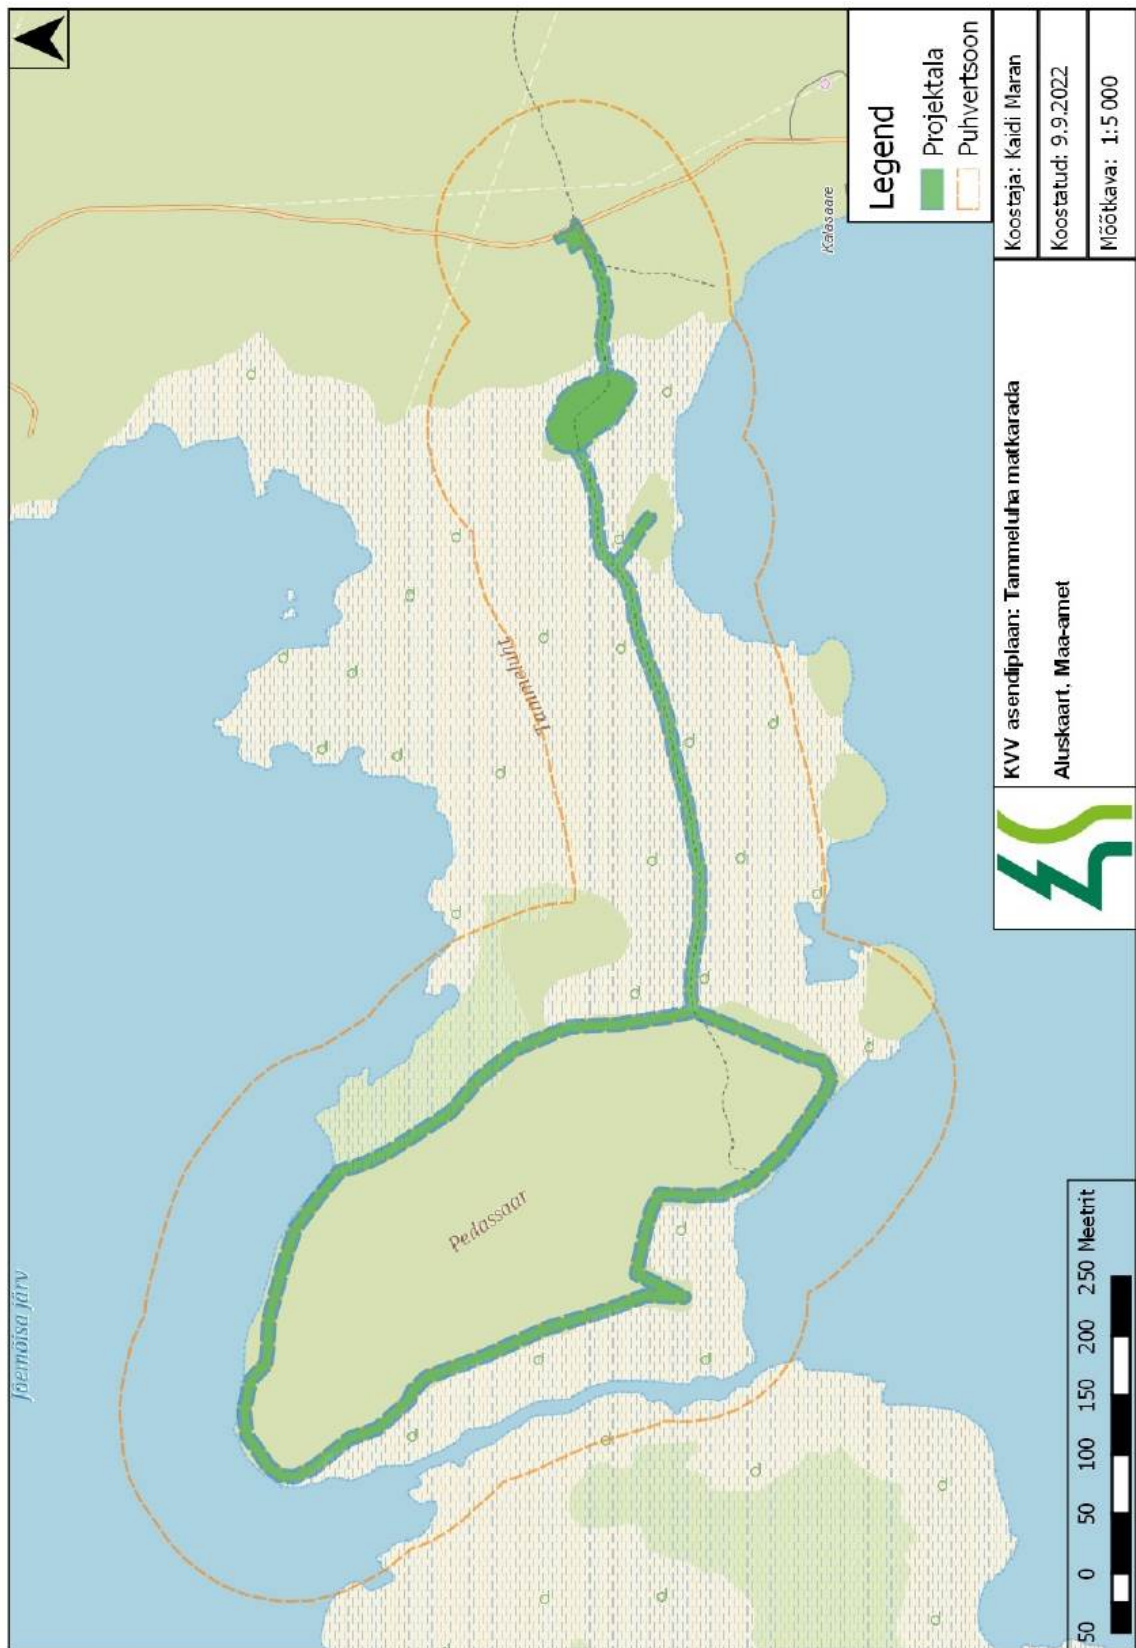 Jõemõisa järv
Pedassaar
Tammeluht
Kalasaare
Legend
Projektala
Puhvertsoon
50 0 50 100 150 200 250 Meetrit
KVV asendiplaan: Tammeluha matkarada
Aluskaart, Maa-amet
Koostaja: Kaidi Maran
Koostatud: 9.9.2022
Mõõtkava: 1:5 000